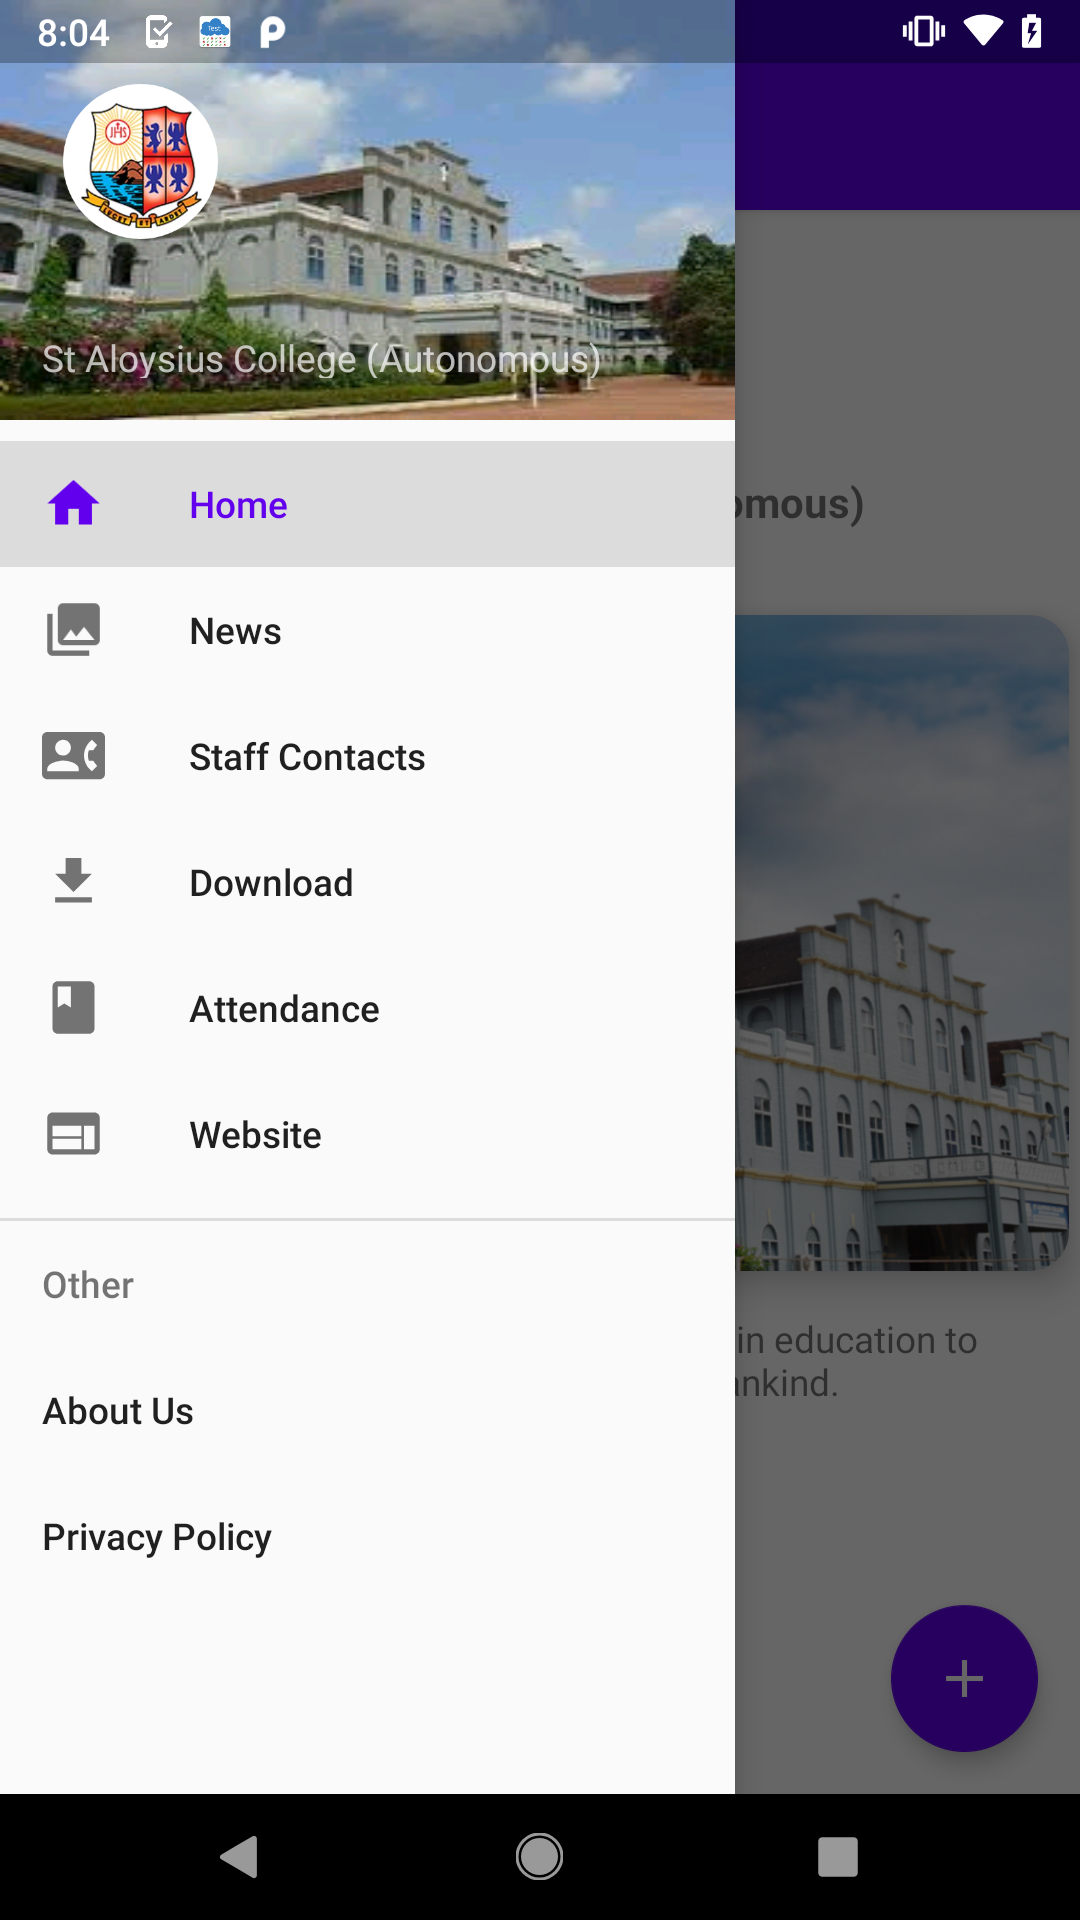 8:04
St Aloysius College (Autonomous)
Home
omous)
News
Staff Contacts
Download
Attendance
Website
Other
in education to
ankind.
About Us
Privacy Policy